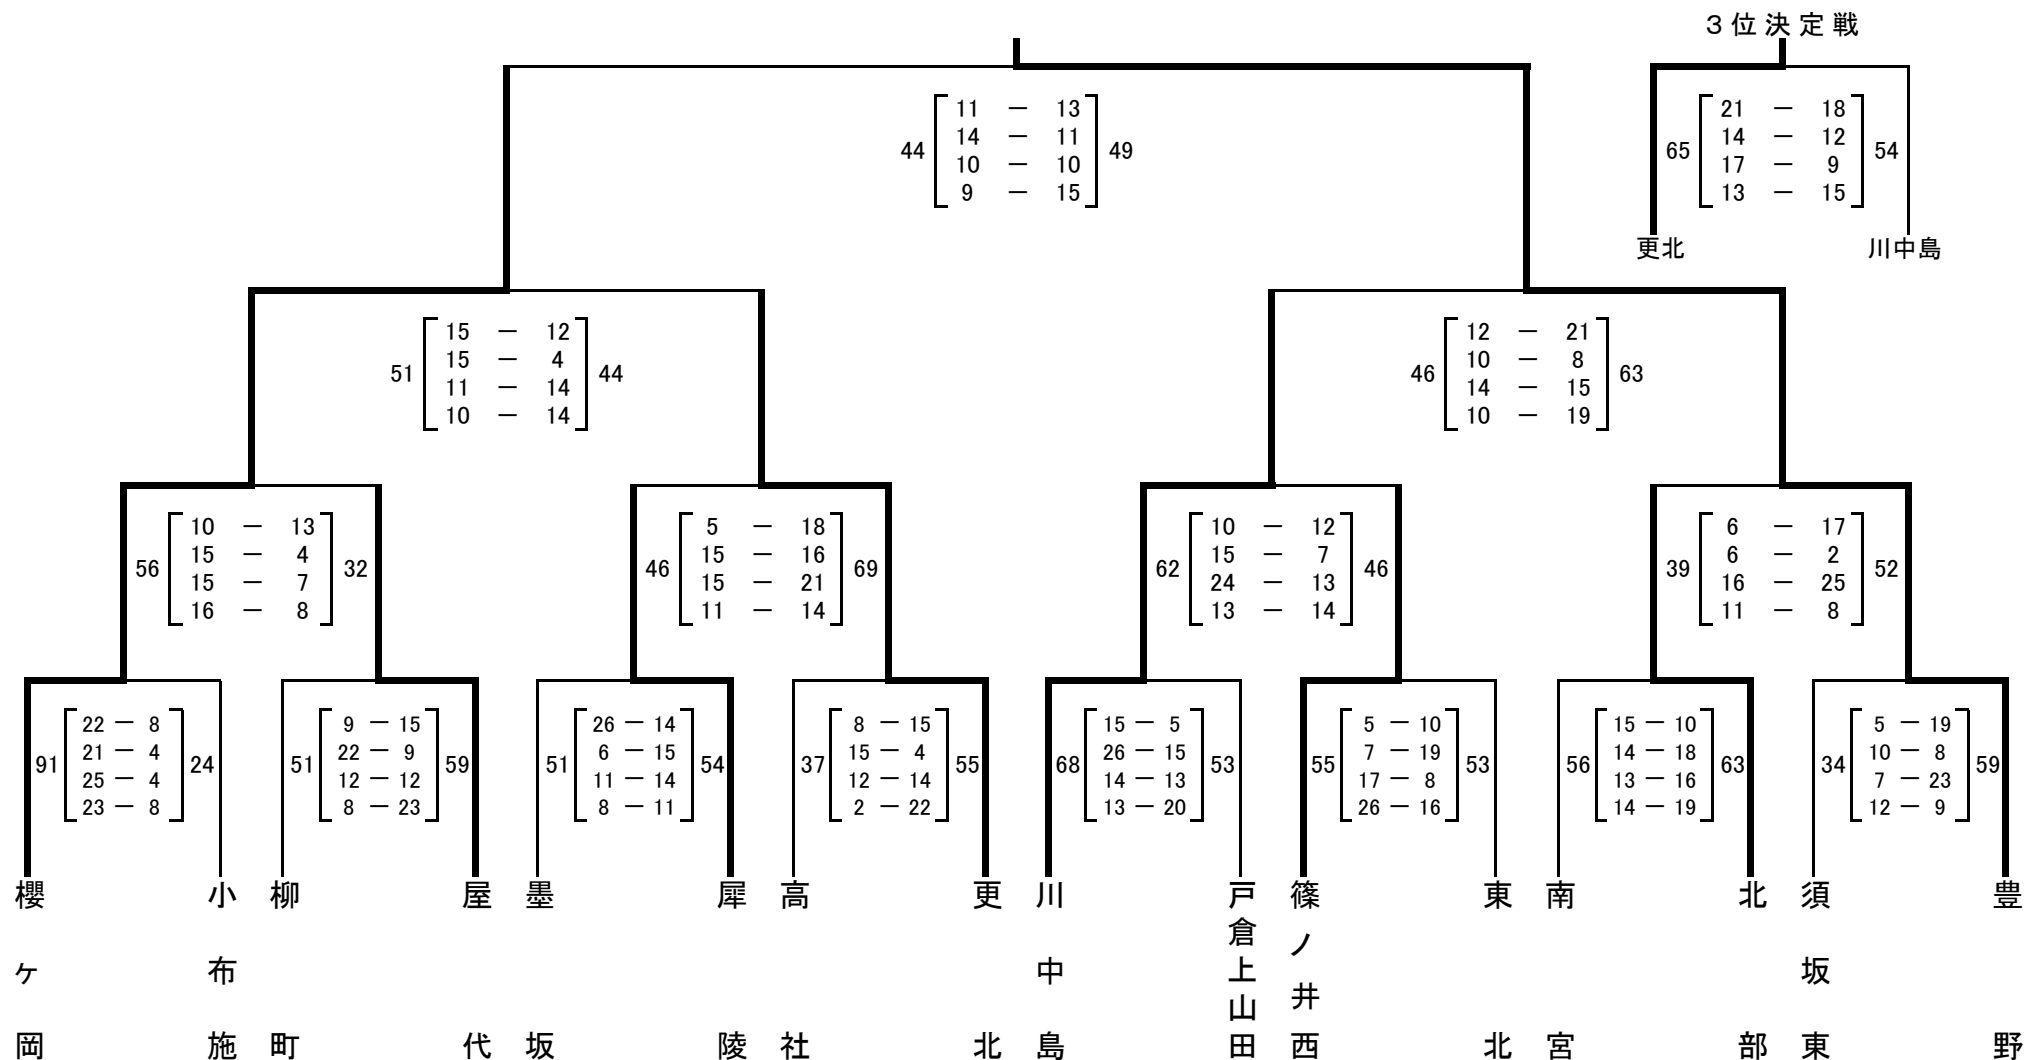 ３位決定戦
11 － 13
14 － 11
44 49
10 － 10
9 － 15
21 － 18
14 － 12
65 54
17 － 9
13 － 15
更北 川中島
15 － 12
15 － 4
51 44
11 － 14
10 － 14
12 － 21
10 － 8
46 63
14 － 15
10 － 19
10 － 13
15 － 4
56 32
15 － 7
16 － 8
5 － 18
15 － 16
46 69
15 － 21
11 － 14
10 － 12
15 － 7
62 46
24 － 13
13 － 14
6 － 17
6 － 2
39 52
16 － 25
11 － 8
22 － 8
21 － 4
91 24
25 － 4
23 － 8
9 － 15
22 － 9
51 59
12 － 12
8 － 23
26 － 14
6 － 15
51 54
11 － 14
8 － 11
8 － 15
15 － 4
37 55
12 － 14
2 － 22
15 － 5
26 － 15
68 53
14 － 13
13 － 20
5 － 10
7 － 19
55 53
17 － 8
26 － 16
15 － 10
14 － 18
56 63
13 － 16
14 － 19
5 － 19
10 － 8
34 59
7 － 23
12 － 9
櫻ヶ岡
小布施
柳町
屋代
墨坂
犀陵
高社
更北
川中島
戸倉上山田
篠ノ井西
東北
南宮
北部
須坂東
豊野